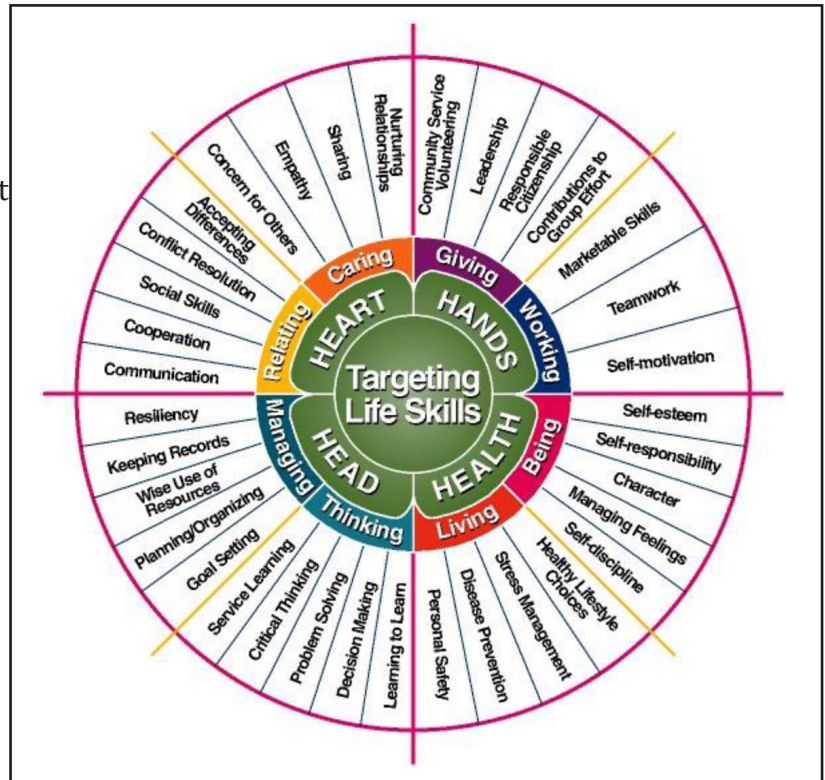 t
Targeting
Life Skills
HEART
HANDS
HEALTH
HEAD
Caring
Giving
Working
Being
Living
Thinking
Managing
Relating
Nurturing
Relationships
Sharing
Empathy
Concern for Others
Accepting
Differences
Conflict Resolution
Social Skills
Cooperation
Communication
Community Service
Volunteering
Leadership
Responsible
Citizenship
Contributions to
Group Effort
Marketable Skills
Teamwork
Self-motivation
Self-esteem
Self-responsibility
Character
Managing Feelings
Self-discipline
Healthy Lifestyle
Choices
Stress Management
Disease Prevention
Personal Safety
Learning to Learn
Decision Making
Problem Solving
Critical Thinking
Service Learning
Goal Setting
Planning/Organizing
Wise Use of
Resources
Keeping Records
Resiliency